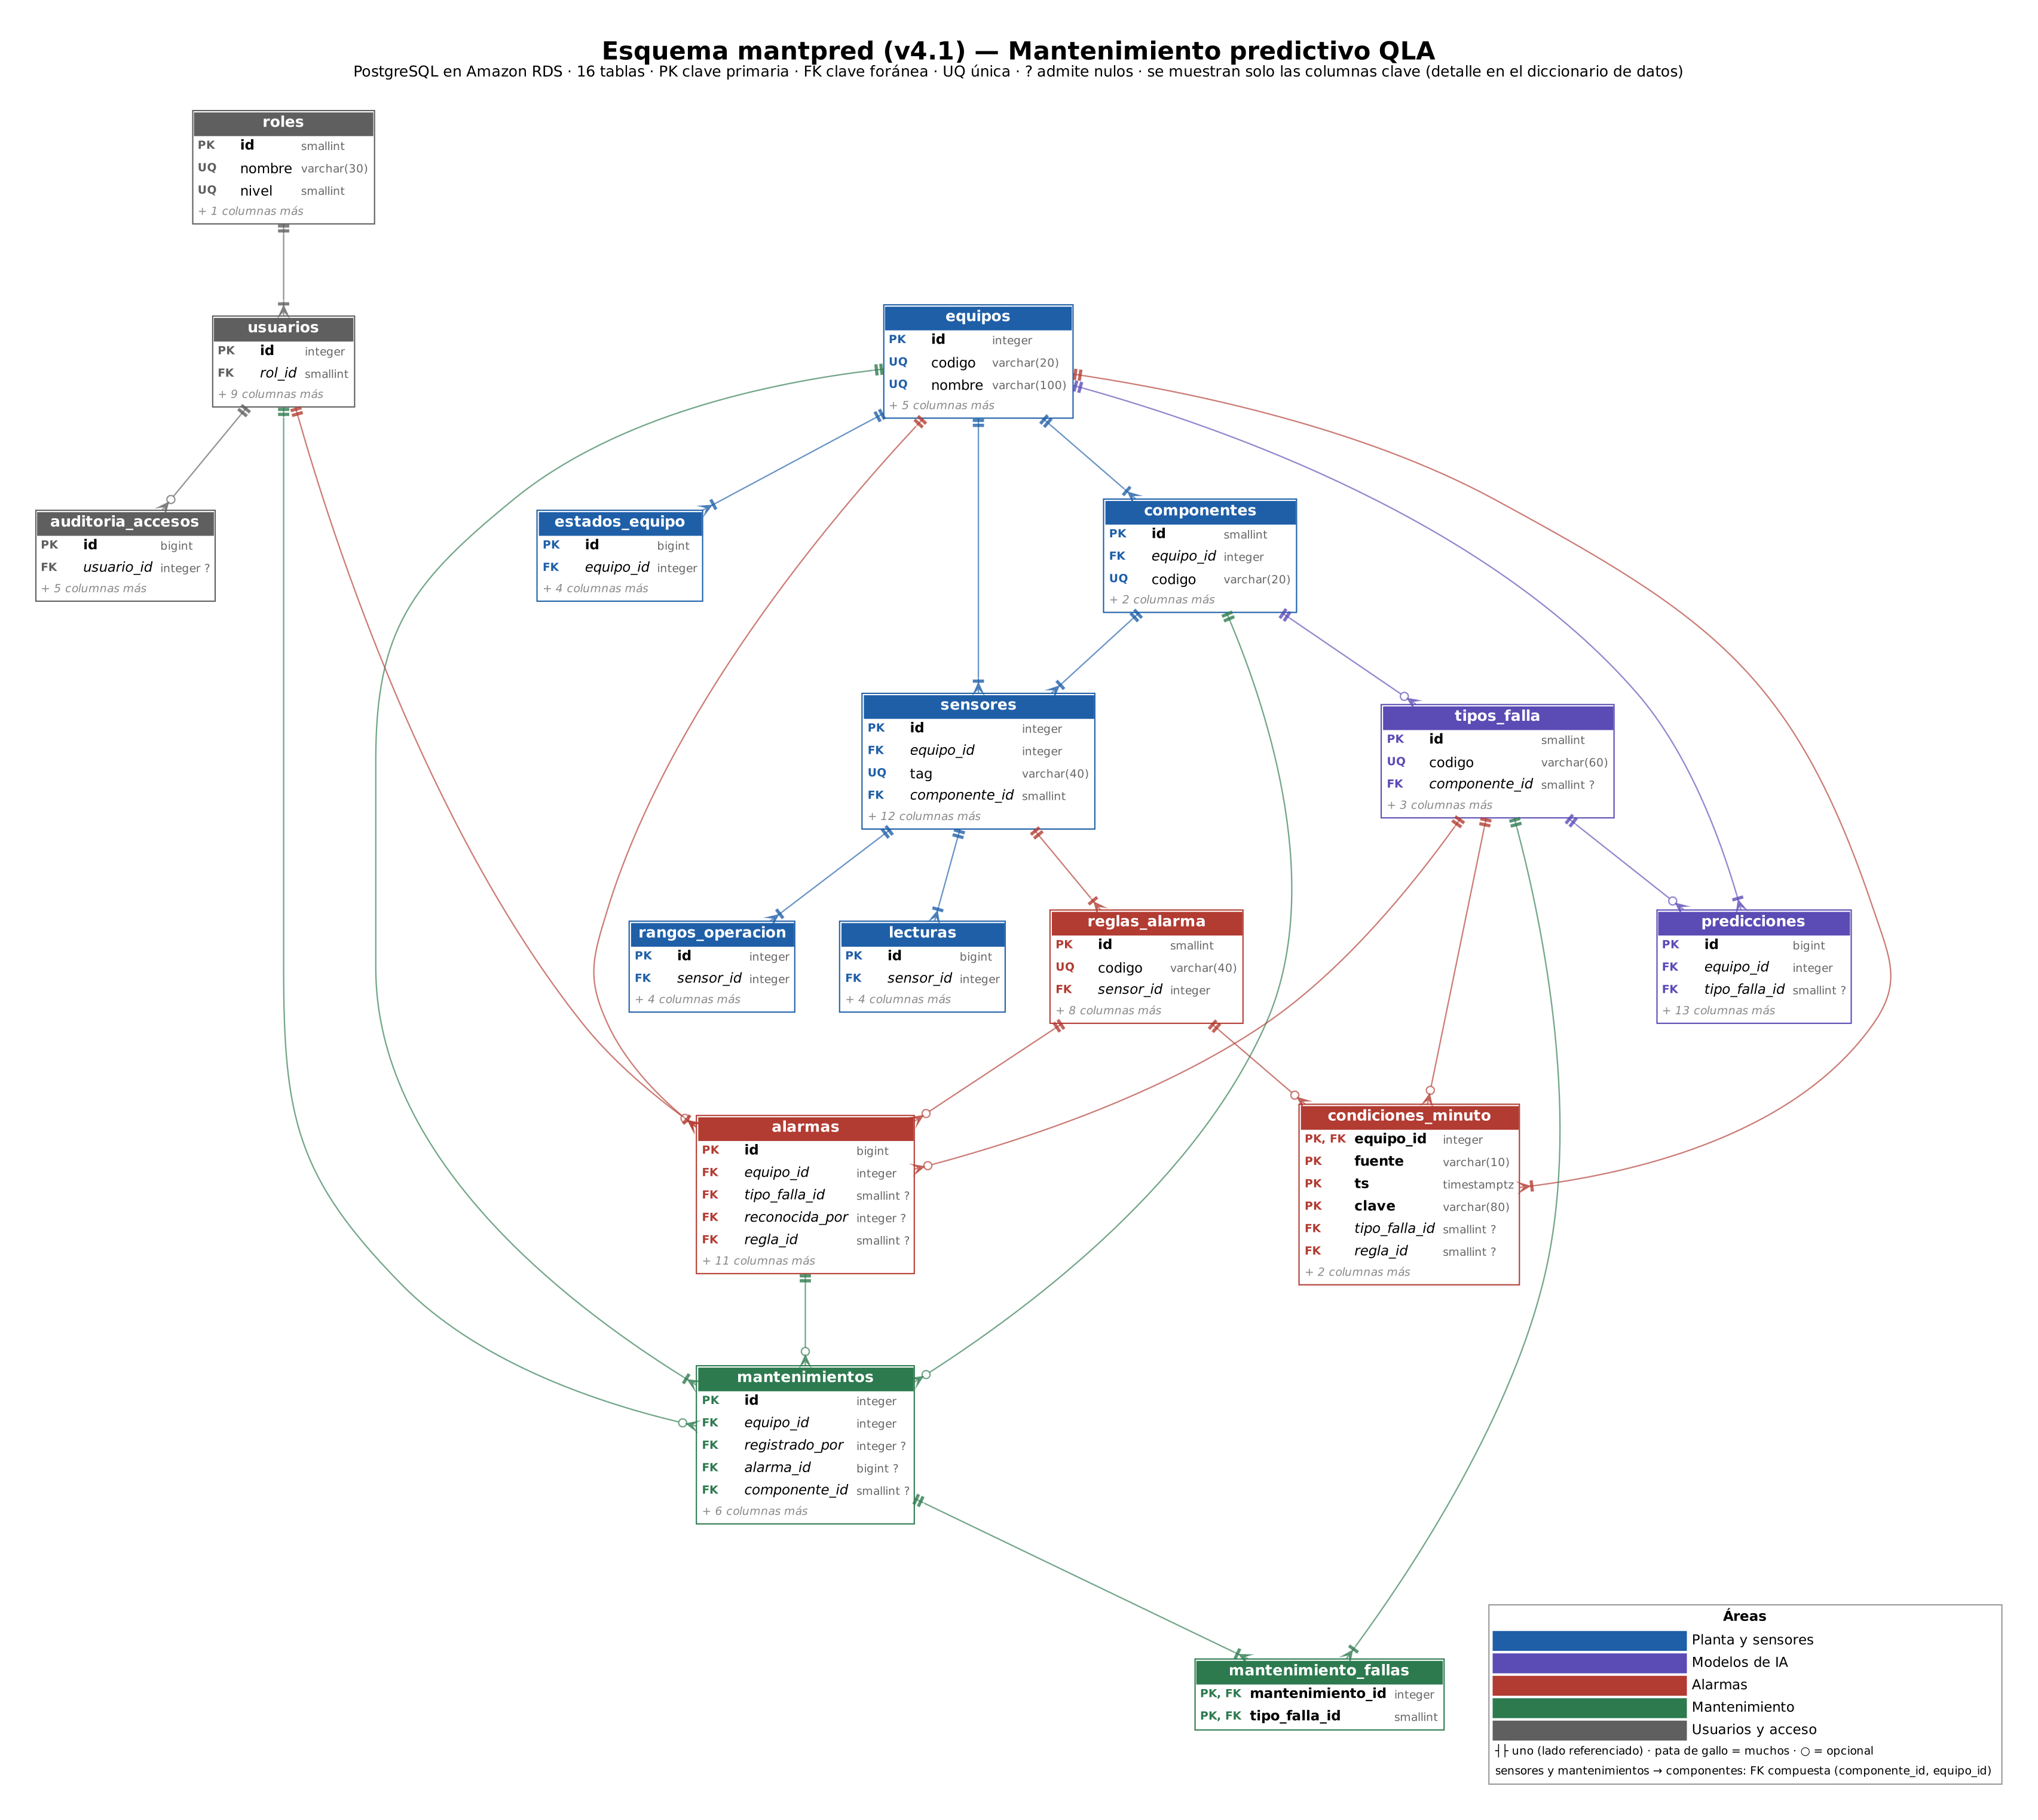 Esquema mantpred (v4.1) — Mantenimiento predictivo QLA
PostgreSQL en Amazon RDS · 16 tablas · PK clave primaria · FK clave foránea · UQ única · ? admite nulos · se muestran solo las columnas clave (detalle en el diccionario de datos)
roles
PK id smallint
UQ nombre varchar(30)
UQ nivel smallint
+ 1 columnas más
usuarios
PK id integer
FK rol_id smallint
+ 9 columnas más
equipos
PK id integer
UQ codigo varchar(20)
UQ nombre varchar(100)
+ 5 columnas más
auditoria_accesos
PK id bigint
FK usuario_id integer ?
+ 5 columnas más
estados_equipo
PK id bigint
FK equipo_id integer
+ 4 columnas más
componentes
PK id smallint
FK equipo_id integer
UQ codigo varchar(20)
+ 2 columnas más
sensores
PK id integer
FK equipo_id integer
UQ tag varchar(40)
FK componente_id smallint
+ 12 columnas más
tipos_falla
PK id smallint
UQ codigo varchar(60)
FK componente_id smallint ?
+ 3 columnas más
rangos_operacion
PK id integer
FK sensor_id integer
+ 4 columnas más
lecturas
PK id bigint
FK sensor_id integer
+ 4 columnas más
reglas_alarma
PK id smallint
UQ codigo varchar(40)
FK sensor_id integer
+ 8 columnas más
predicciones
PK id bigint
FK equipo_id integer
FK tipo_falla_id smallint ?
+ 13 columnas más
alarmas
PK id bigint
FK equipo_id integer
FK tipo_falla_id smallint ?
FK reconocida_por integer ?
FK regla_id smallint ?
+ 11 columnas más
condiciones_minuto
PK, FK equipo_id integer
PK fuente varchar(10)
PK ts timestamptz
PK clave varchar(80)
FK tipo_falla_id smallint ?
FK regla_id smallint ?
+ 2 columnas más
mantenimientos
PK id integer
FK equipo_id integer
FK registrado_por integer ?
FK alarma_id bigint ?
FK componente_id smallint ?
+ 6 columnas más
mantenimiento_fallas
PK, FK mantenimiento_id integer
PK, FK tipo_falla_id smallint
Áreas
Planta y sensores
Modelos de IA
Alarmas
Mantenimiento
Usuarios y acceso
┤├ uno (lado referenciado) · pata de gallo = muchos · ○ = opcional
sensores y mantenimientos → componentes: FK compuesta (componente_id, equipo_id)